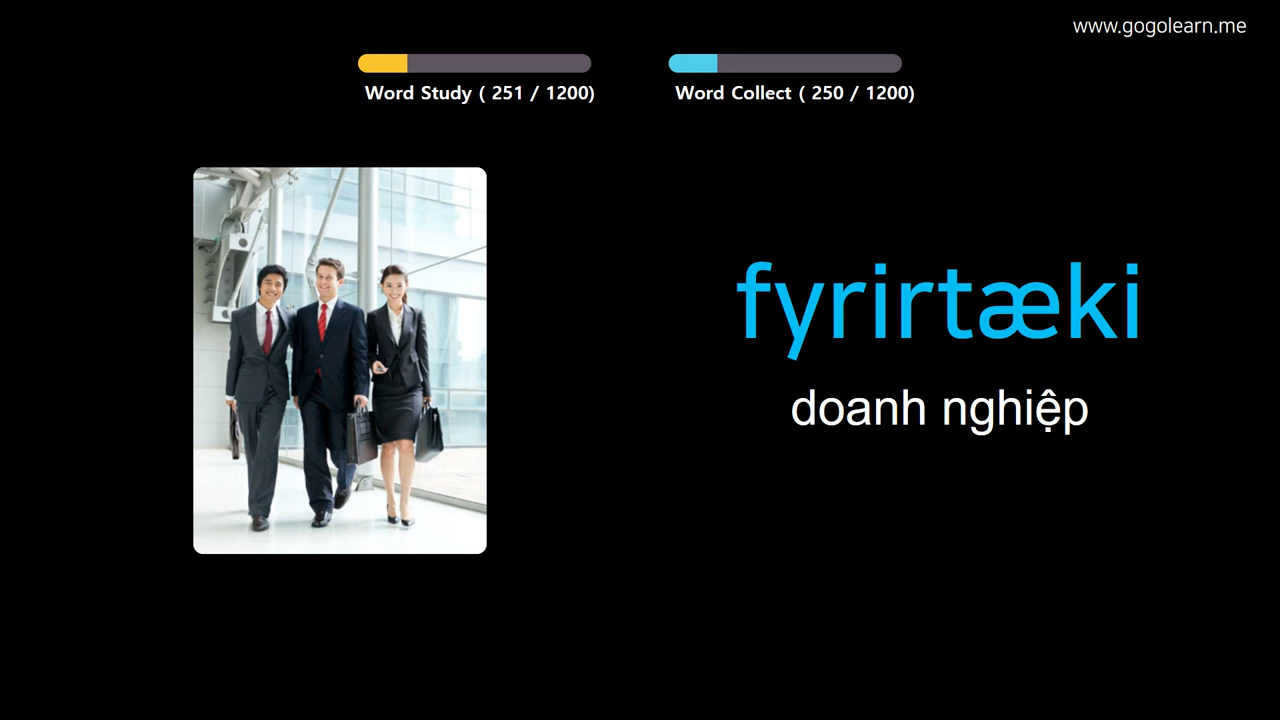 www.gogolearn.me
Word Study ( 251 / 1200)
Word Collect ( 250 / 1200)
fyrirtæki
doanh nghiệp